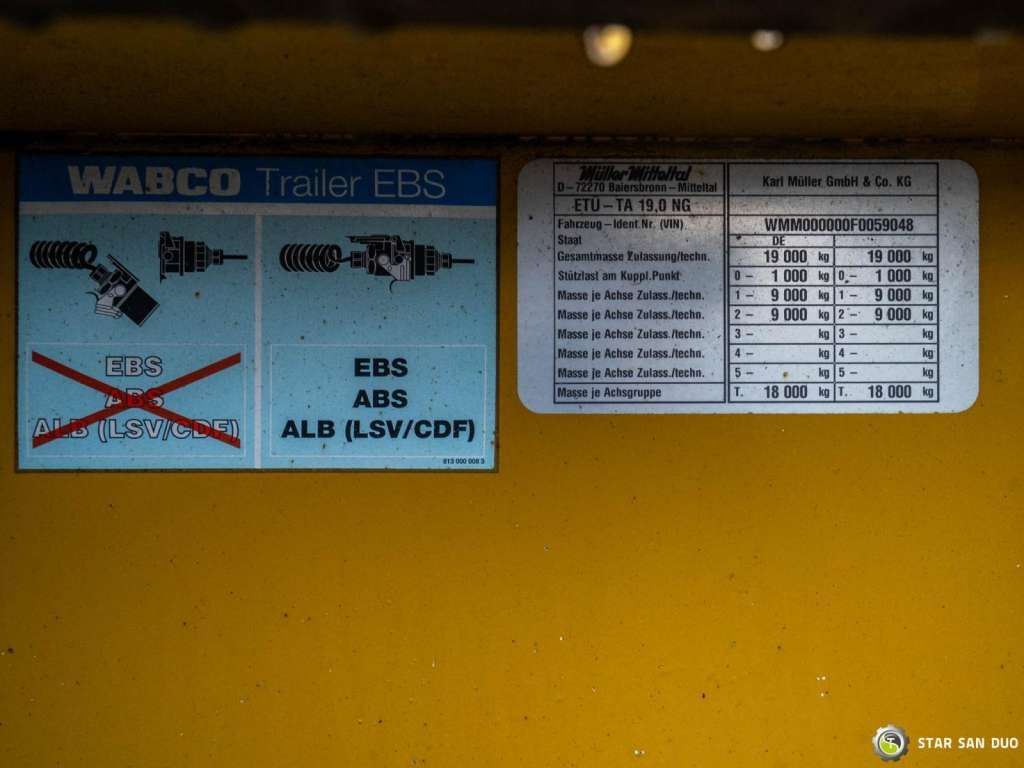 WABCO Trailer EBS
EBS
ABS
ALB (LSV/CDF)
EBS
ABS
ALB (LSV/CDF)
813 000 008 3
Müller Mitteltal
D-72270 Baiersbronn-Mitteltal
Karl Müller GmbH & Co. KG
ETÜ-TA 19,0 NG
Fahrzeug-Ident.Nr. (VIN) WMM000000F0059048
Staat DE
Gesamtmasse Zulassung/techn. 19 000 kg 19 000 kg
Stützlast am Kuppl.Punkt 0- 1 000 kg 0- 1 000 kg
Masse je Achse Zulass./techn. 1- 9 000 kg 1- 9 000 kg
Masse je Achse Zulass./techn. 2- 9 000 kg 2- 9 000 kg
Masse je Achse Zulass./techn. 3- kg 3- kg
Masse je Achse Zulass./techn. 4- kg 4- kg
Masse je Achse Zulass./techn. 5- kg 5- kg
Masse je Achsgruppe T. 18 000 kg T. 18 000 kg
STAR SAN DUO